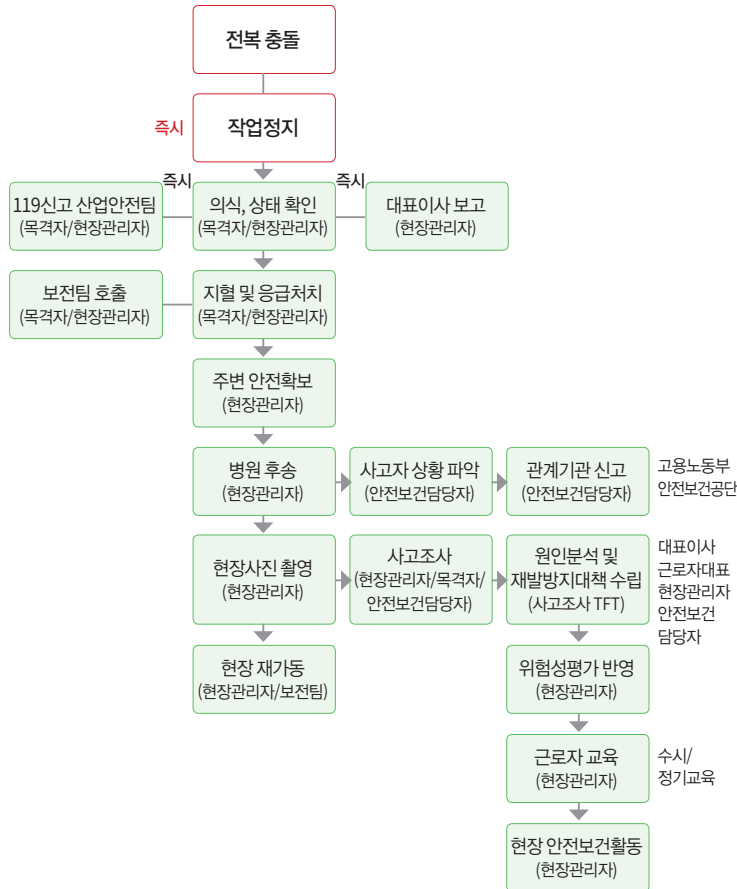 전복 충돌
즉시
작업정지
즉시
즉시
119신고 산업안전팀
(목격자/현장관리자)
의식, 상태 확인
(목격자/현장관리자)
대표이사 보고
(현장관리자)
보전팀 호출
(목격자/현장관리자)
지혈 및 응급처치
(목격자/현장관리자)
주변 안전확보
(현장관리자)
병원 후송
(현장관리자)
사고자 상황 파악
(안전보건담당자)
관계기관 신고
(안전보건담당자)
고용노동부
안전보건공단
현장사진 촬영
(현장관리자)
사고조사
(현장관리자/목격자/
안전보건담당자)
원인분석 및
재발방지대책 수립
(사고조사 TFT)
대표이사
근로자대표
현장관리자
안전보건
담당자
현장 재가동
(현장관리자/보전팀)
위험성평가 반영
(현장관리자)
근로자 교육
(현장관리자)
수시/
정기교육
현장 안전보건활동
(현장관리자)